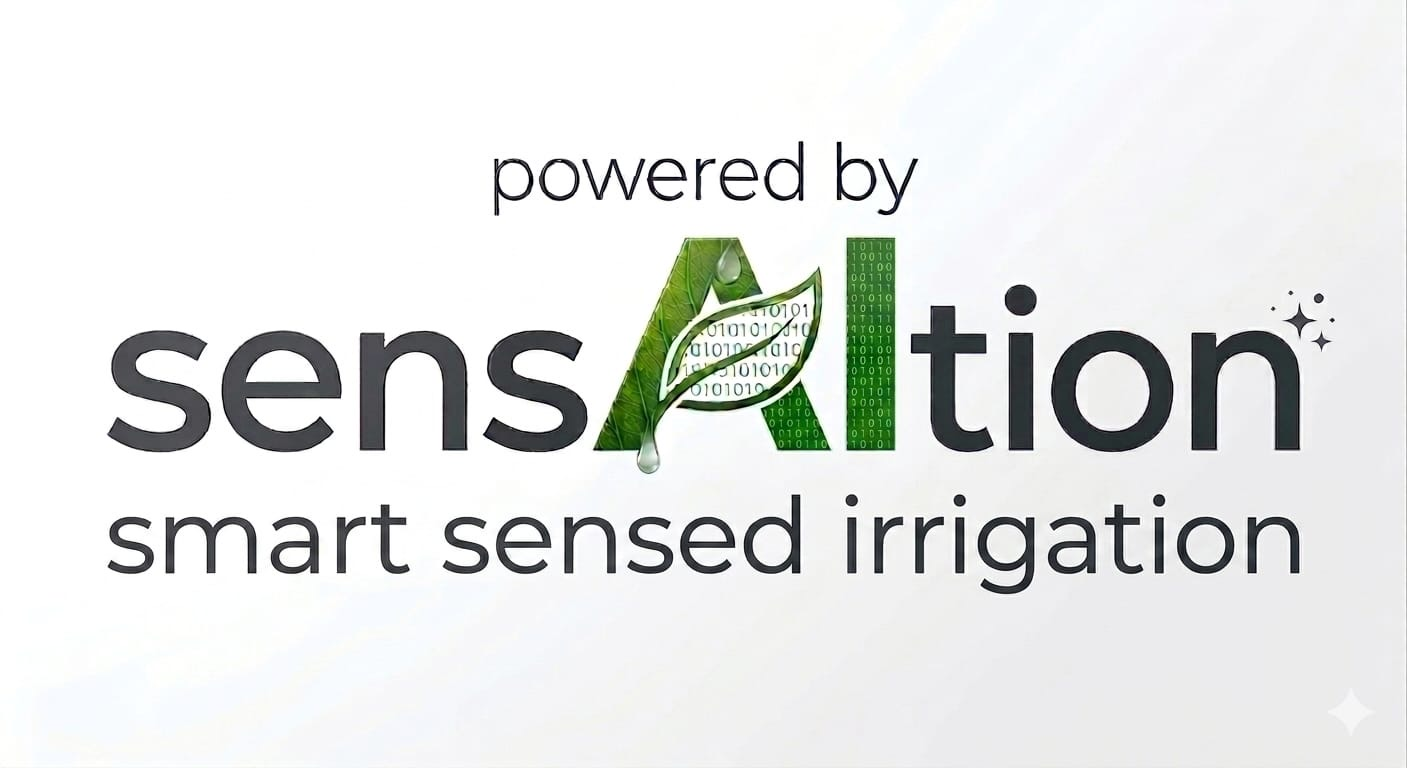 powered by
sensAItion
smart sensed irrigation